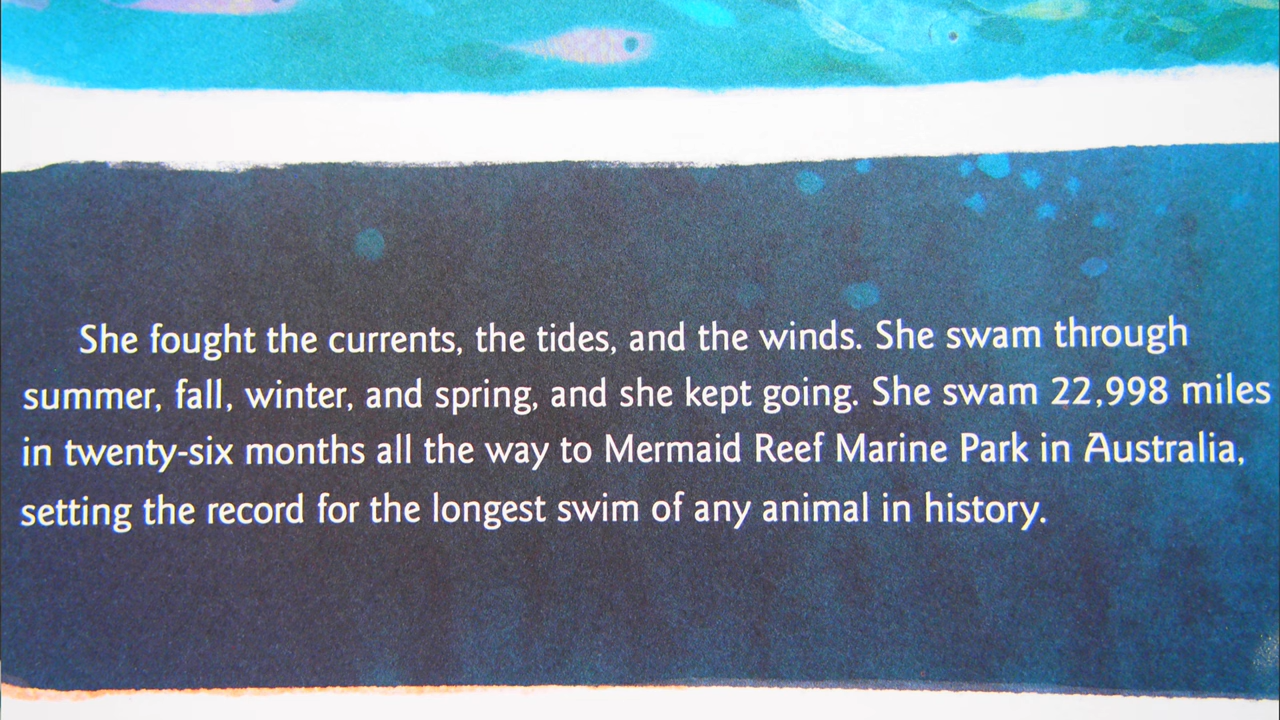 She fought the currents, the tides, and the winds. She swam through
summer, fall, winter, and spring, and she kept going. She swam 22,998 miles
in twenty-six months all the way to Mermaid Reef Marine Park in Australia,
setting the record for the longest swim of any animal in history.